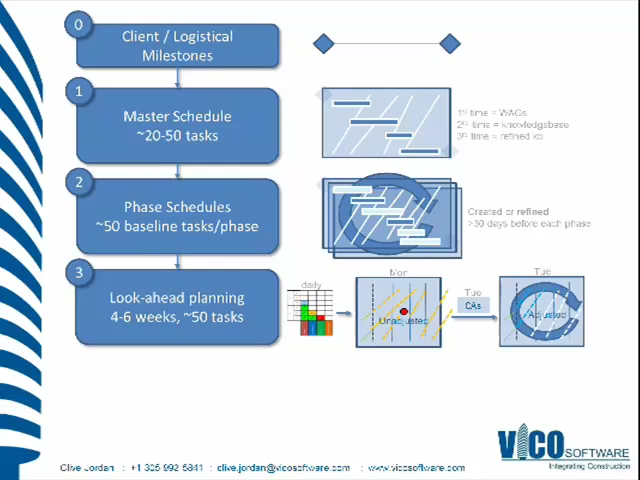 0
Client / Logistical
Milestones
1
Master Schedule
~20-50 tasks
1st time = WAGs
2nd time = knowledgebase
3rd time = refined kb
2
Phase Schedules
~50 baseline tasks/phase
Created or refined
>30 days before each phase
3
Look-ahead planning
4-6 weeks, ~50 tasks
daily
Mon
Unadjusted
Tue
CAs
Tue
Adjusted
VICO SOFTWARE
Integrating Construction
Clive Jordan : +1 325 992 5841 : clive.jordan@vicosoftware.com : www.vicosoftware.com